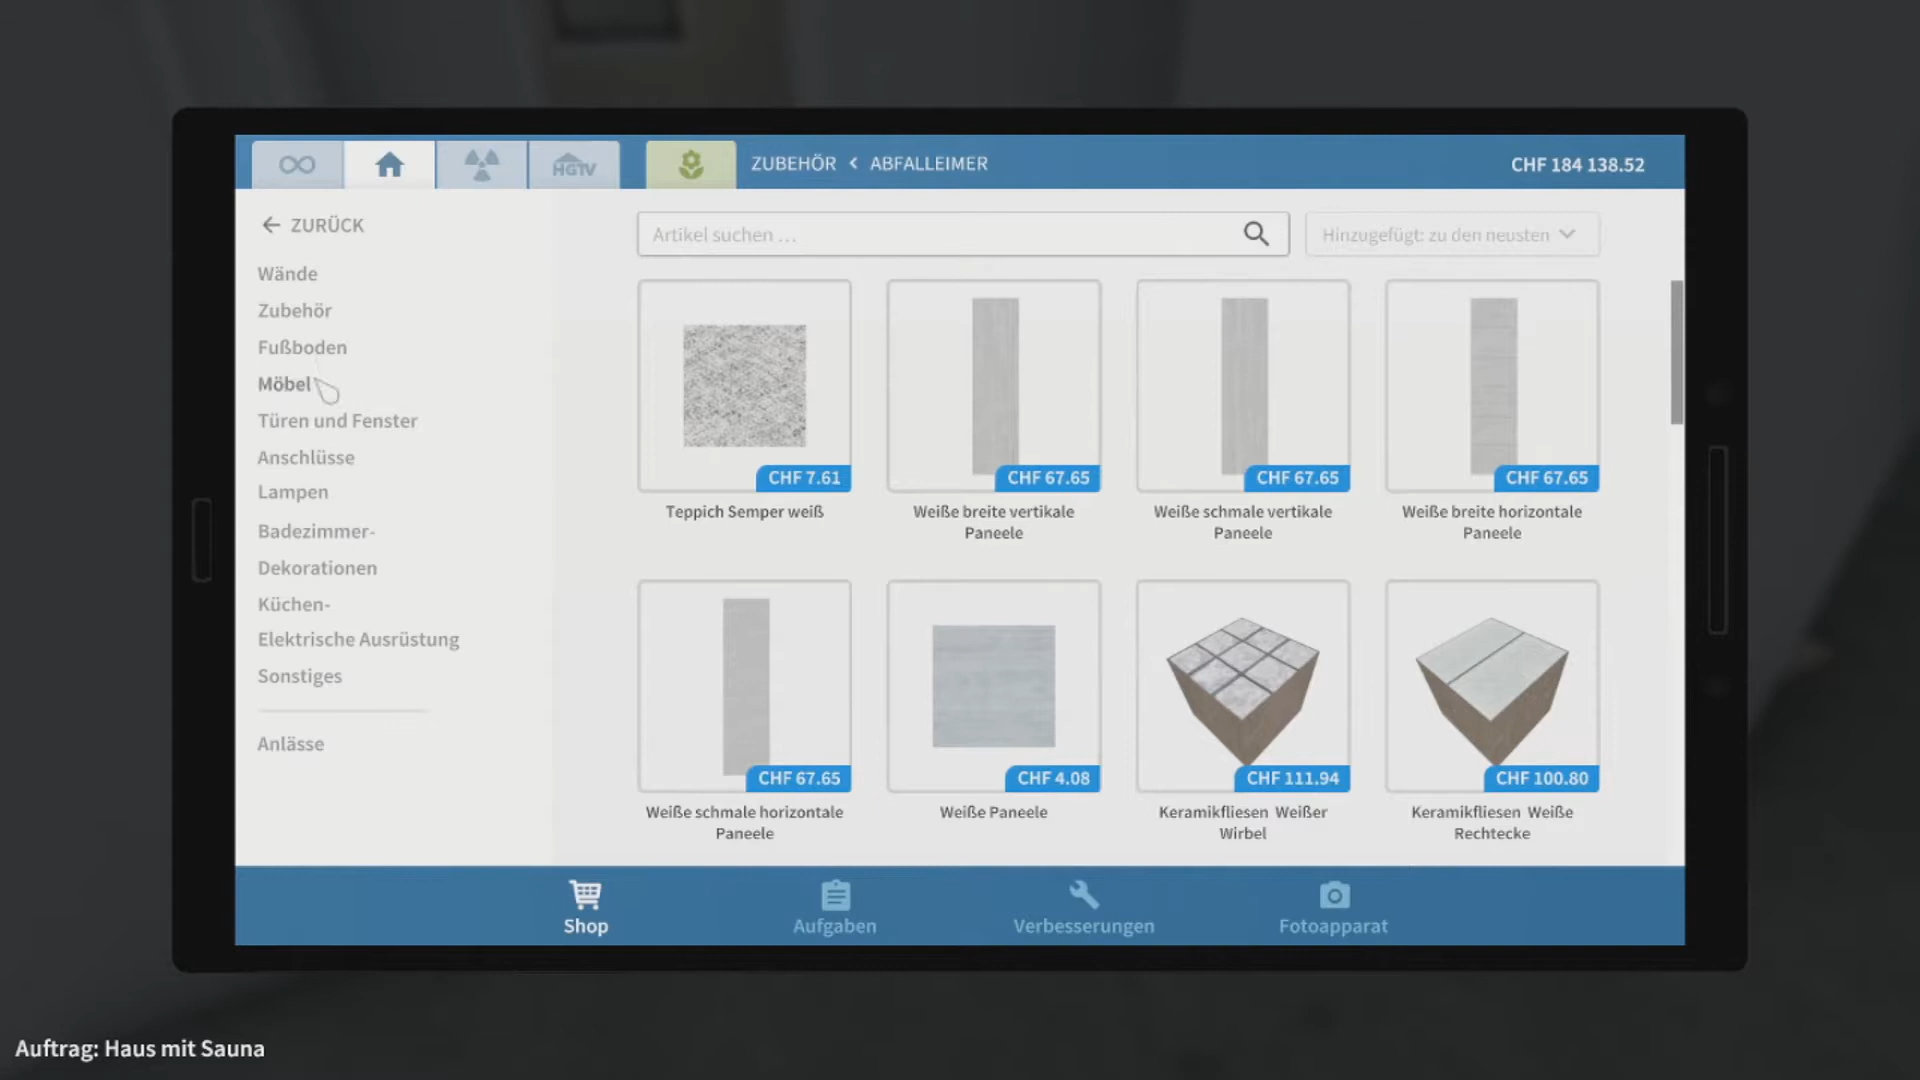 HGTV
ZUBEHÖR < ABFALLEIMER
CHF 184 138.52
← ZURÜCK
Wände
Zubehör
Fußboden
Möbel
Türen und Fenster
Anschlüsse
Lampen
Badezimmer-
Dekorationen
Küchen-
Elektrische Ausrüstung
Sonstiges
Anlässe
Artikel suchen ...
Hinzugefügt: zu den neusten
CHF 7.61
Teppich Semper weiß
CHF 67.65
Weiße breite vertikale
Paneele
CHF 67.65
Weiße schmale vertikale
Paneele
CHF 67.65
Weiße breite horizontale
Paneele
CHF 67.65
Weiße schmale horizontale
Paneele
CHF 4.08
Weiße Paneele
CHF 111.94
Keramikfliesen Weißer
Wirbel
CHF 100.80
Keramikfliesen Weiße
Rechtecke
Shop
Aufgaben
Verbesserungen
Fotoapparat
Auftrag: Haus mit Sauna